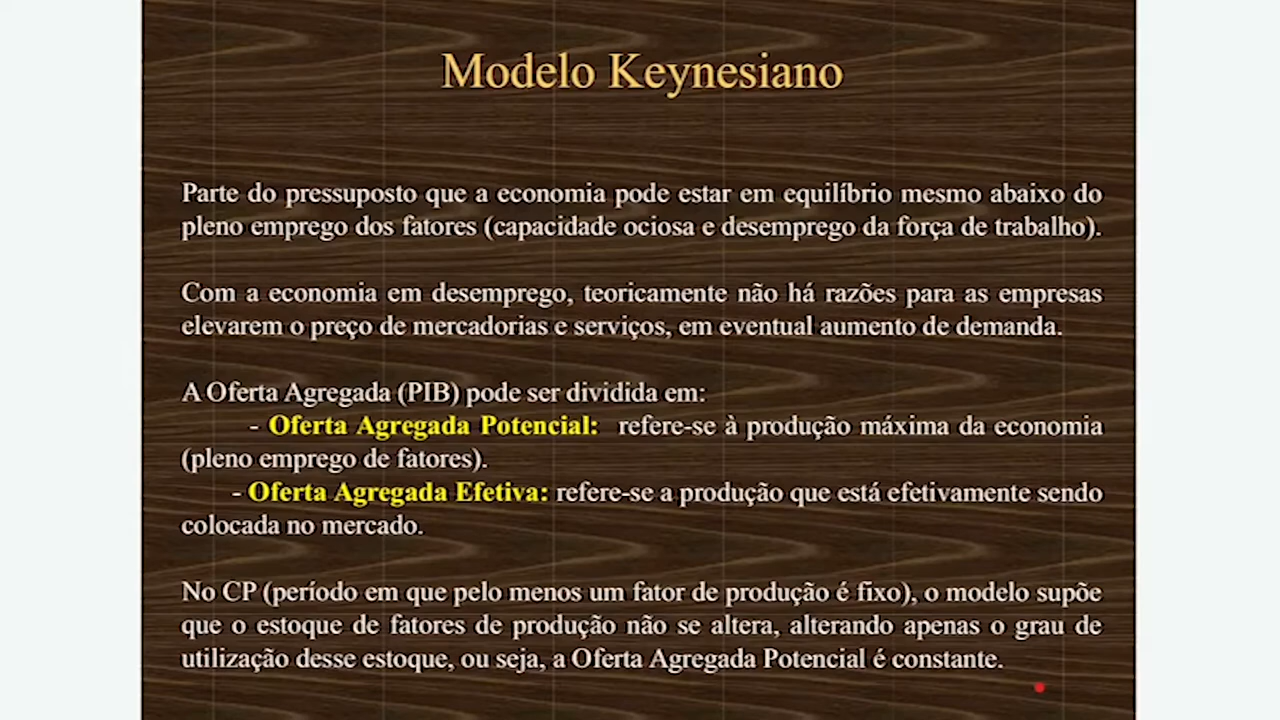 Modelo Keynesiano
Parte do pressuposto que a economia pode estar em equilíbrio mesmo abaixo do
pleno emprego dos fatores (capacidade ociosa e desemprego da força de trabalho).
Com a economia em desemprego, teoricamente não há razões para as empresas
elevarem o preço de mercadorias e serviços, em eventual aumento de demanda.
A Oferta Agregada (PIB) pode ser dividida em:
- Oferta Agregada Potencial: refere-se à produção máxima da economia
(pleno emprego de fatores).
- Oferta Agregada Efetiva: refere-se a produção que está efetivamente sendo
colocada no mercado.
No CP (período em que pelo menos um fator de produção é fixo), o modelo supõe
que o estoque de fatores de produção não se altera, alterando apenas o grau de
utilização desse estoque, ou seja, a Oferta Agregada Potencial é constante.